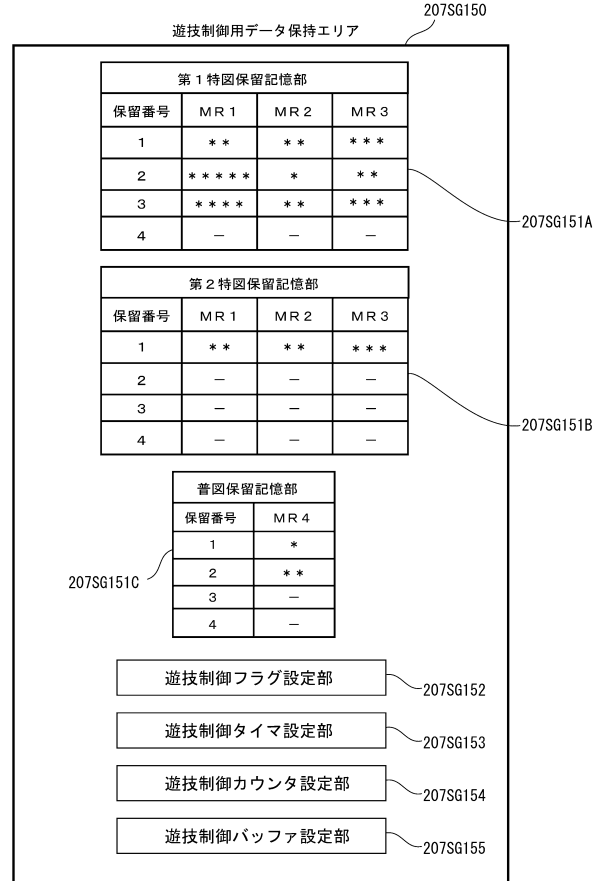 207SG150
遊技制御用データ保持エリア
第１特図保留記憶部
保留番号 ＭＲ１ ＭＲ２ ＭＲ３
1 ** ** ***
2 ***** * **
3 **** ** ***
4 － － －
207SG151A
第２特図保留記憶部
保留番号 ＭＲ１ ＭＲ２ ＭＲ３
1 ** ** ***
2 － － －
3 － － －
4 － － －
207SG151B
普図保留記憶部
保留番号 ＭＲ４
1 *
2 **
3 －
4 －
207SG151C
遊技制御フラグ設定部
207SG152
遊技制御タイマ設定部
207SG153
遊技制御カウンタ設定部
207SG154
遊技制御バッファ設定部
207SG155